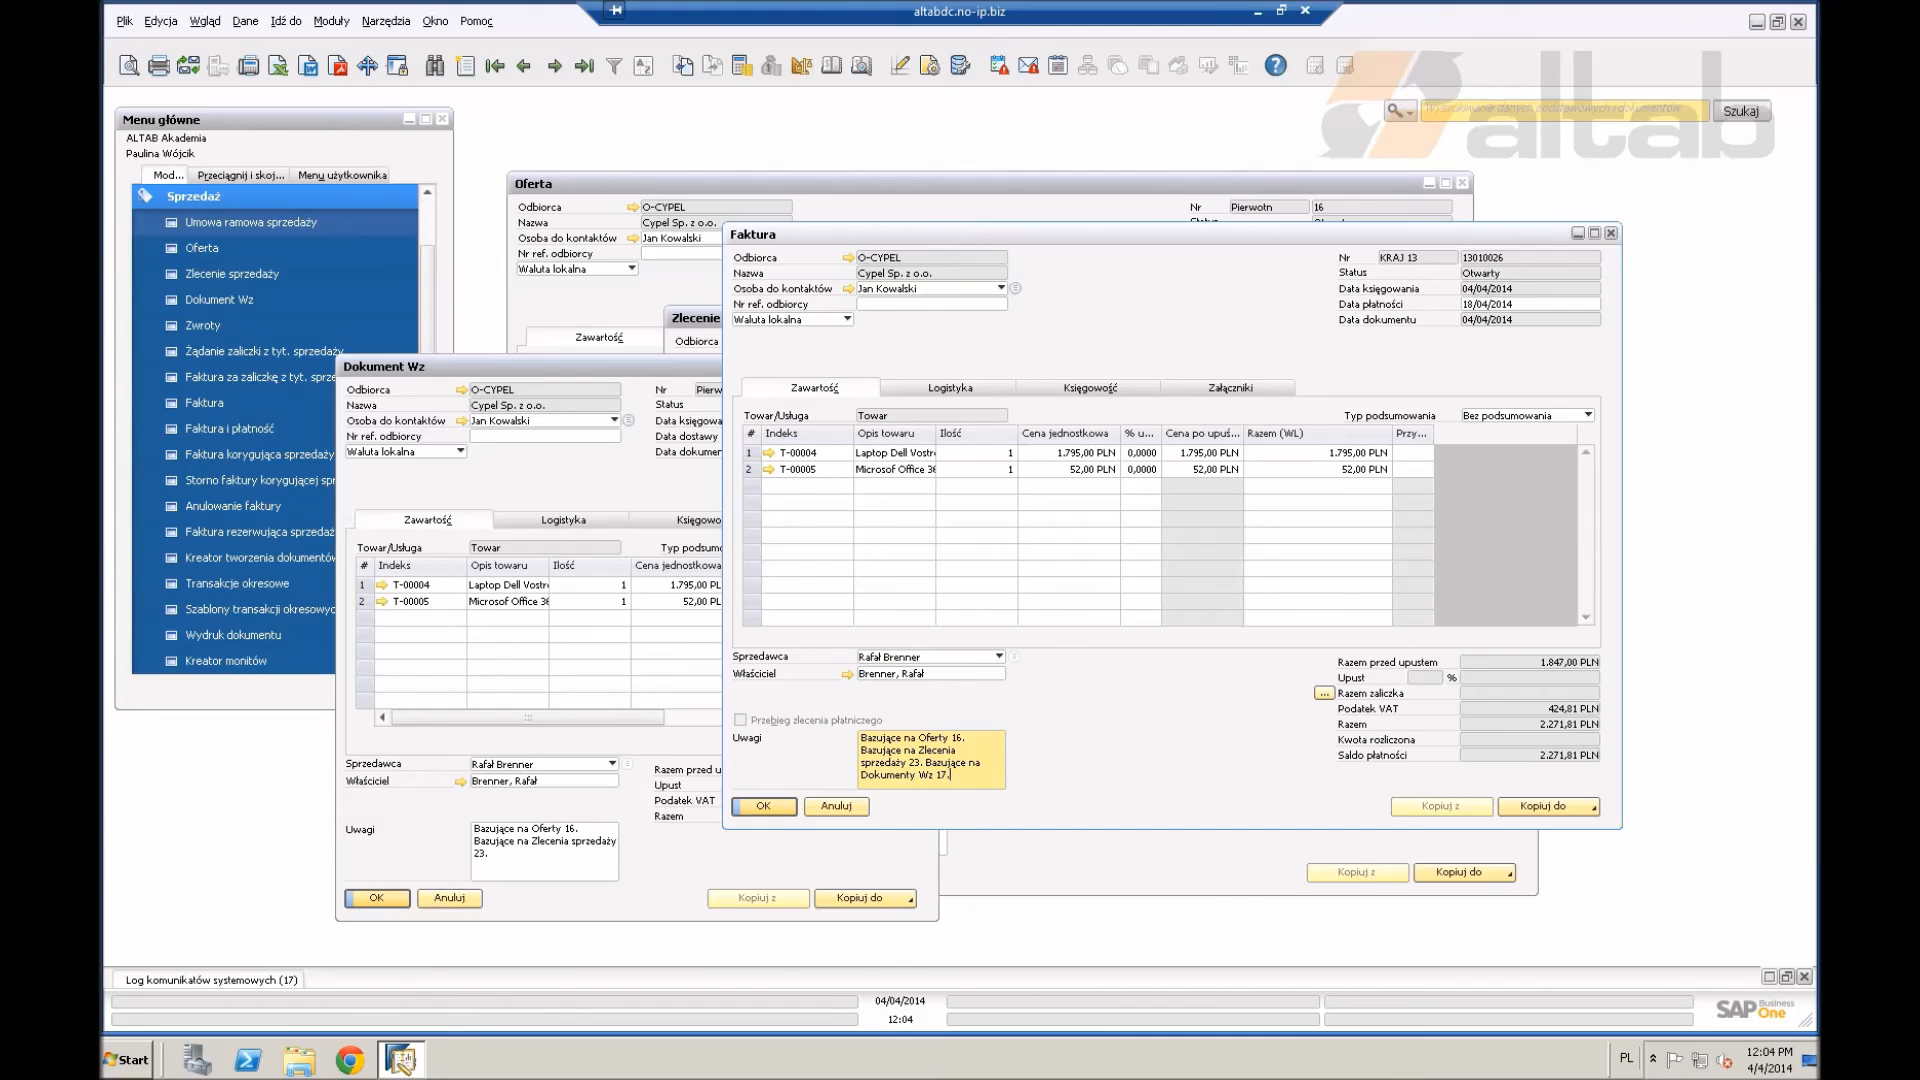 altabdc.no-ip.biz
Plik Edycja Wgląd Dane Idź do Moduły Narzędzia Okno Pomoc
altab
Szukaj
Menu główne
ALTAB Akademia
Paulina Wójcik
Mod... Przeciągnij i skoj... Menu użytkownika
Sprzedaż
Umowa ramowa sprzedaży
Oferta
Zlecenie sprzedaży
Dokument Wz
Zwroty
Żądanie zaliczki z tyt. sprzedaży
Faktura za zaliczkę z tyt. sprze
Faktura
Faktura i płatność
Faktura korygująca sprzedaży
Storno faktury korygującej spr
Anulowanie faktury
Faktura rezerwująca sprzedaż
Kreator tworzenia dokumentów
Transakcje okresowe
Szablony transakcji okresowyc
Wydruk dokumentu
Kreator monitów
Oferta
Odbiorca O-CYPEL
Nazwa Cypel Sp. z o.o.
Osoba do kontaktów Jan Kowalski
Nr ref. odbiorcy
Waluta lokalna
Nr Pierwotn 16
Zawartość
Zlecenie
Odbiorca
Kopiuj z Kopiuj do
Dokument Wz
Odbiorca O-CYPEL
Nazwa Cypel Sp. z o.o.
Osoba do kontaktów Jan Kowalski
Nr ref. odbiorcy
Waluta lokalna
Nr Pierw
Status
Data księgowa
Data dostawy
Data dokumen
Zawartość Logistyka Księgowo
Towar/Usługa Towar Typ podsumo
# Indeks Opis towaru Ilość Cena jednostkowa
1 T-00004 Laptop Dell Vostr 1 1.795,00 PL
2 T-00005 Microsof Office 36 1 52,00 PL
Sprzedawca Rafał Brenner
Właściciel Brenner, Rafał
Razem przed u
Upust
Podatek VAT
Razem
Uwagi
Bazujące na Oferty 16.
Bazujące na Zlecenia sprzedaży
23.
OK Anuluj Kopiuj z Kopiuj do
Faktura
Odbiorca O-CYPEL
Nazwa Cypel Sp. z o.o.
Osoba do kontaktów Jan Kowalski
Nr ref. odbiorcy
Waluta lokalna
Nr KRAJ 13 13010026
Status Otwarty
Data księgowania 04/04/2014
Data płatności 18/04/2014
Data dokumentu 04/04/2014
Zawartość Logistyka Księgowość Załączniki
Towar/Usługa Towar Typ podsumowania Bez podsumowania
# Indeks Opis towaru Ilość Cena jednostkowa % u... Cena po upuś... Razem (WL) Przy...
1 T-00004 Laptop Dell Vostro 1 1.795,00 PLN 0,0000 1.795,00 PLN 1.795,00 PLN
2 T-00005 Microsof Office 36 1 52,00 PLN 0,0000 52,00 PLN 52,00 PLN
Sprzedawca Rafał Brenner
Właściciel Brenner, Rafał
Przebieg zlecenia płatniczego
Uwagi
Bazujące na Oferty 16.
Bazujące na Zlecenia
sprzedaży 23. Bazujące na
Dokumenty Wz 17.
Razem przed upustem 1.847,00 PLN
Upust %
... Razem zaliczka
Podatek VAT 424,81 PLN
Razem 2.271,81 PLN
Kwota rozliczona
Saldo płatności 2.271,81 PLN
OK Anuluj Kopiuj z Kopiuj do
Log komunikatów systemowych (17)
04/04/2014
12:04
SAP Business One
Start
PL
12:04 PM
4/4/2014